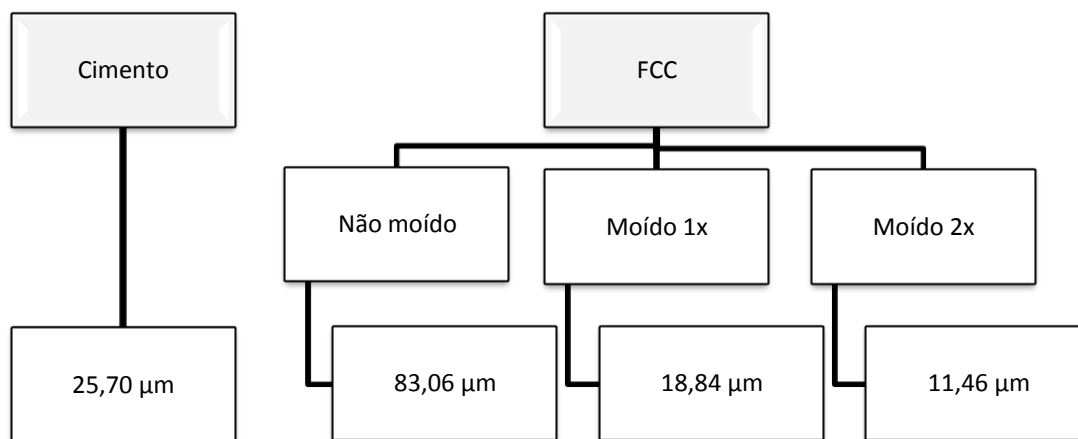 Cimento
FCC
Não moído
Moído 1x
Moído 2x
25,70 µm
83,06 µm
18,84 µm
11,46 µm